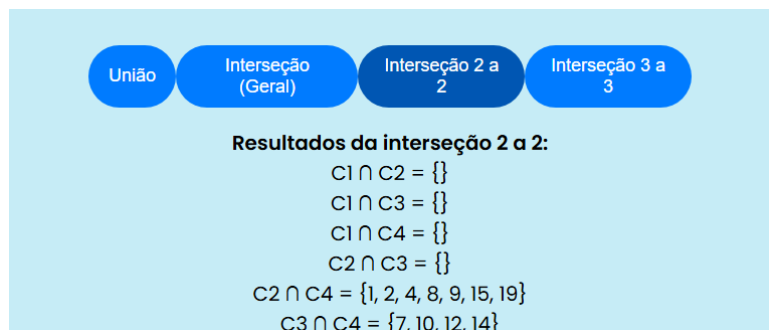 União
Interseção
(Geral)
Interseção 2 a
2
Interseção 3 a
3
Resultados da interseção 2 a 2:
C1 ∩ C2 = {}
C1 ∩ C3 = {}
C1 ∩ C4 = {}
C2 ∩ C3 = {}
C2 ∩ C4 = {1, 2, 4, 8, 9, 15, 19}
C3 ∩ C4 = {7, 10, 12, 14}